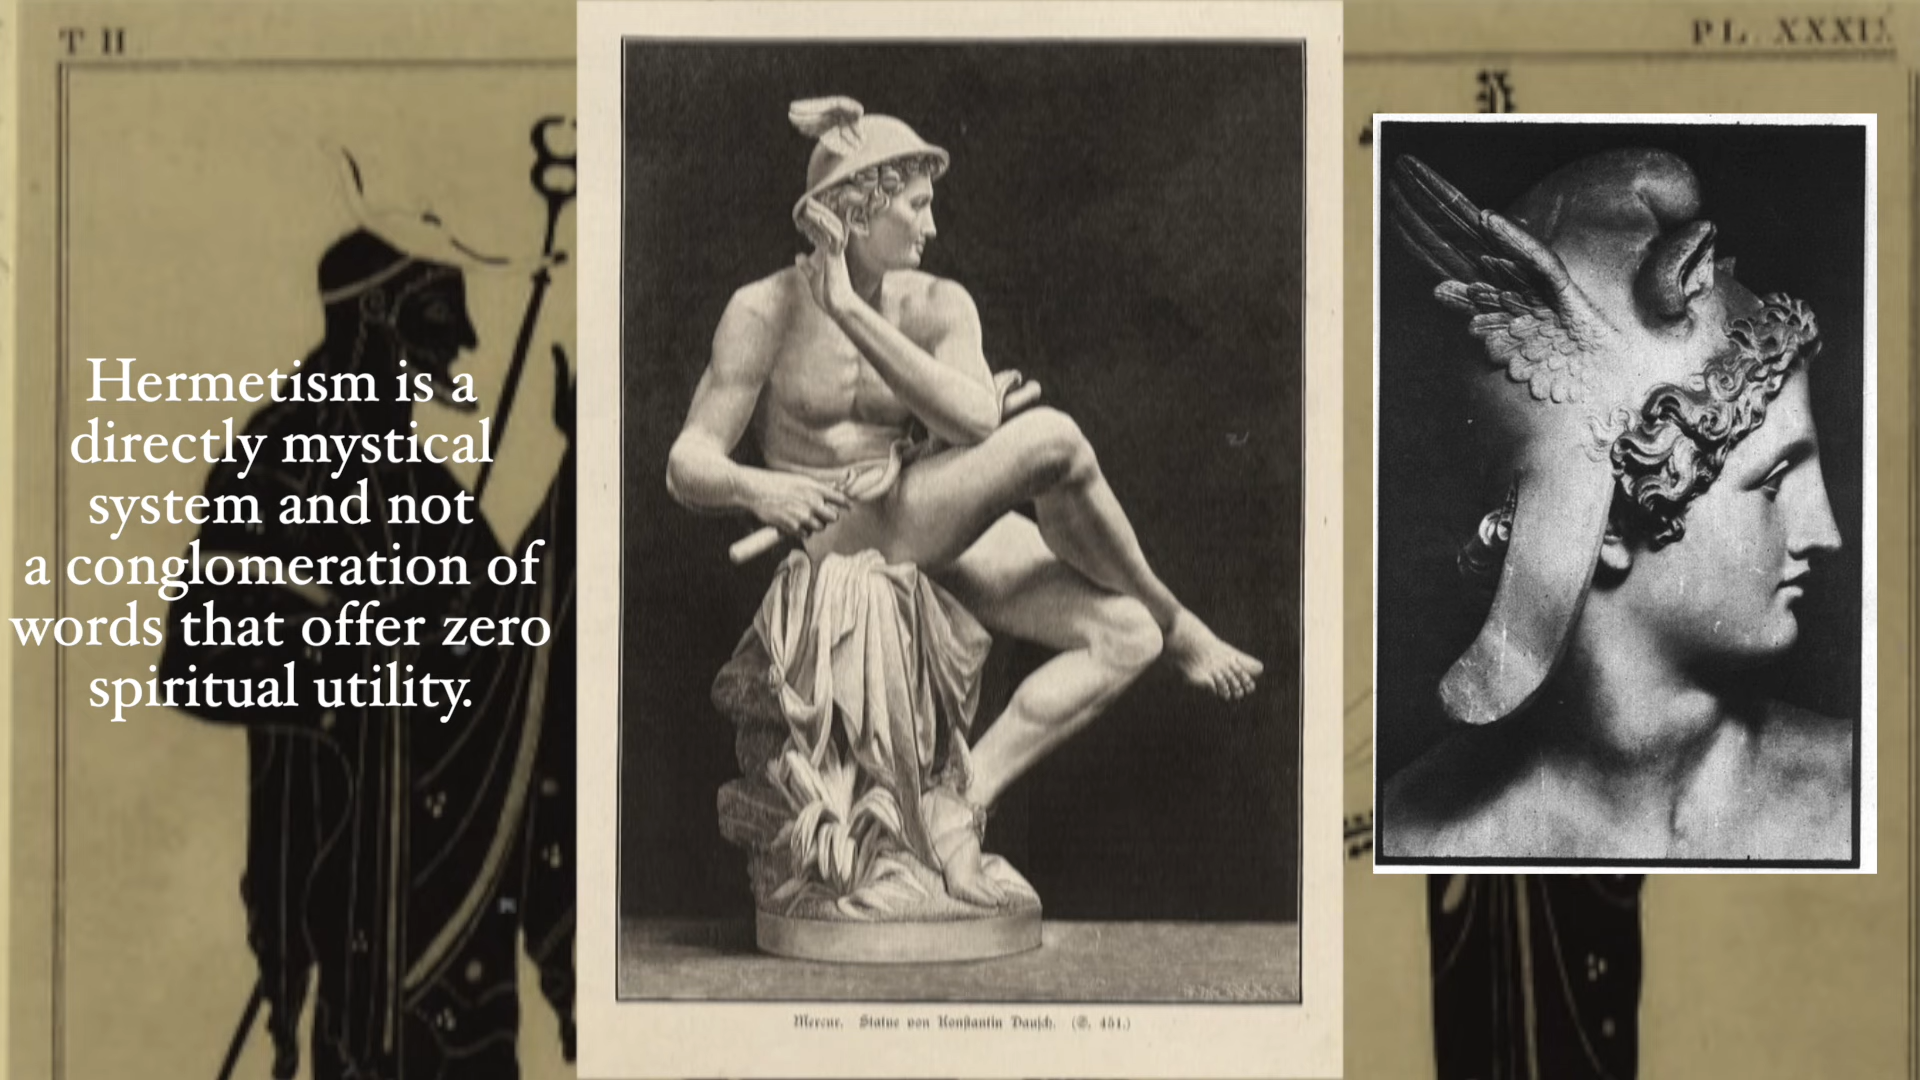 T II
PL. XXXIX.
Hermetism is a
directly mystical
system and not
a conglomeration of
words that offer zero
spiritual utility.
Mercur. Statue von Konstantin Dausch. (S. 451.)